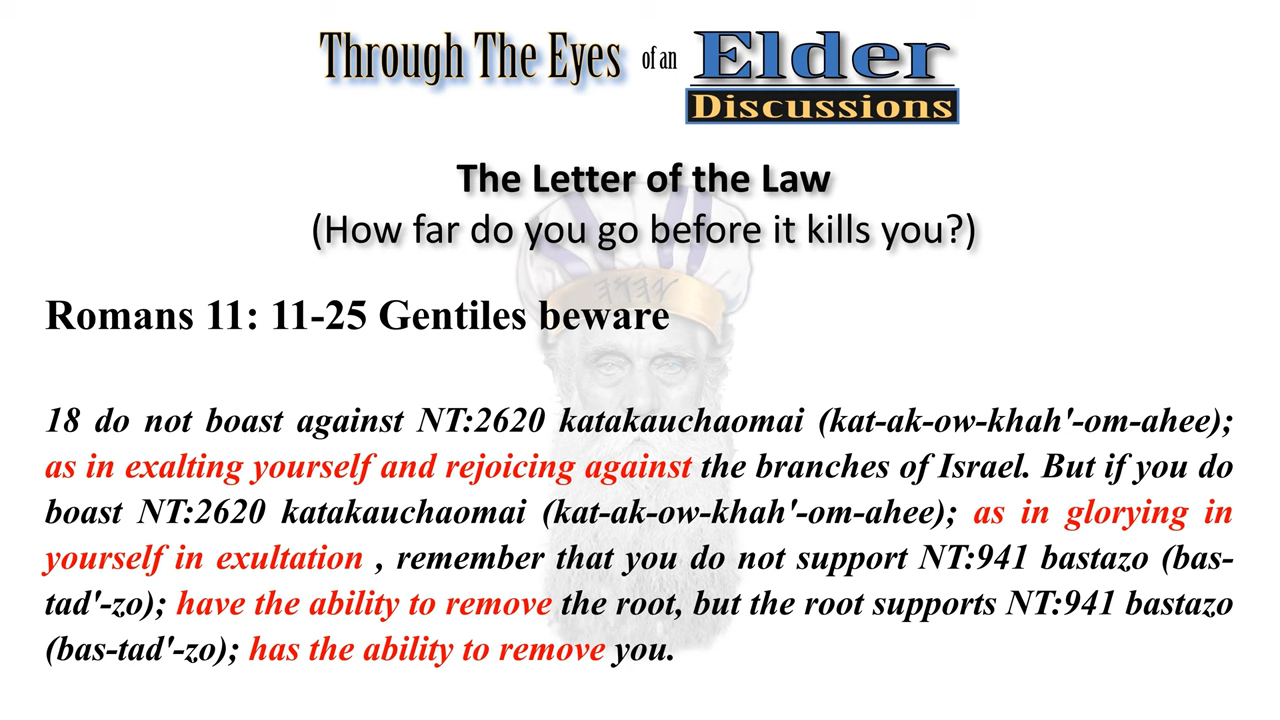 Through The Eyes of an Elder
Discussions
The Letter of the Law
(How far do you go before it kills you?)
Romans 11: 11-25 Gentiles beware
18 do not boast against NT:2620 katakauchaomai (kat-ak-ow-khah'-om-ahee);
as in exalting yourself and rejoicing against the branches of Israel. But if you do
boast NT:2620 katakauchaomai (kat-ak-ow-khah'-om-ahee); as in glorying in
yourself in exultation , remember that you do not support NT:941 bastazo (bas-
tad'-zo); have the ability to remove the root, but the root supports NT:941 bastazo
(bas-tad'-zo); has the ability to remove you.